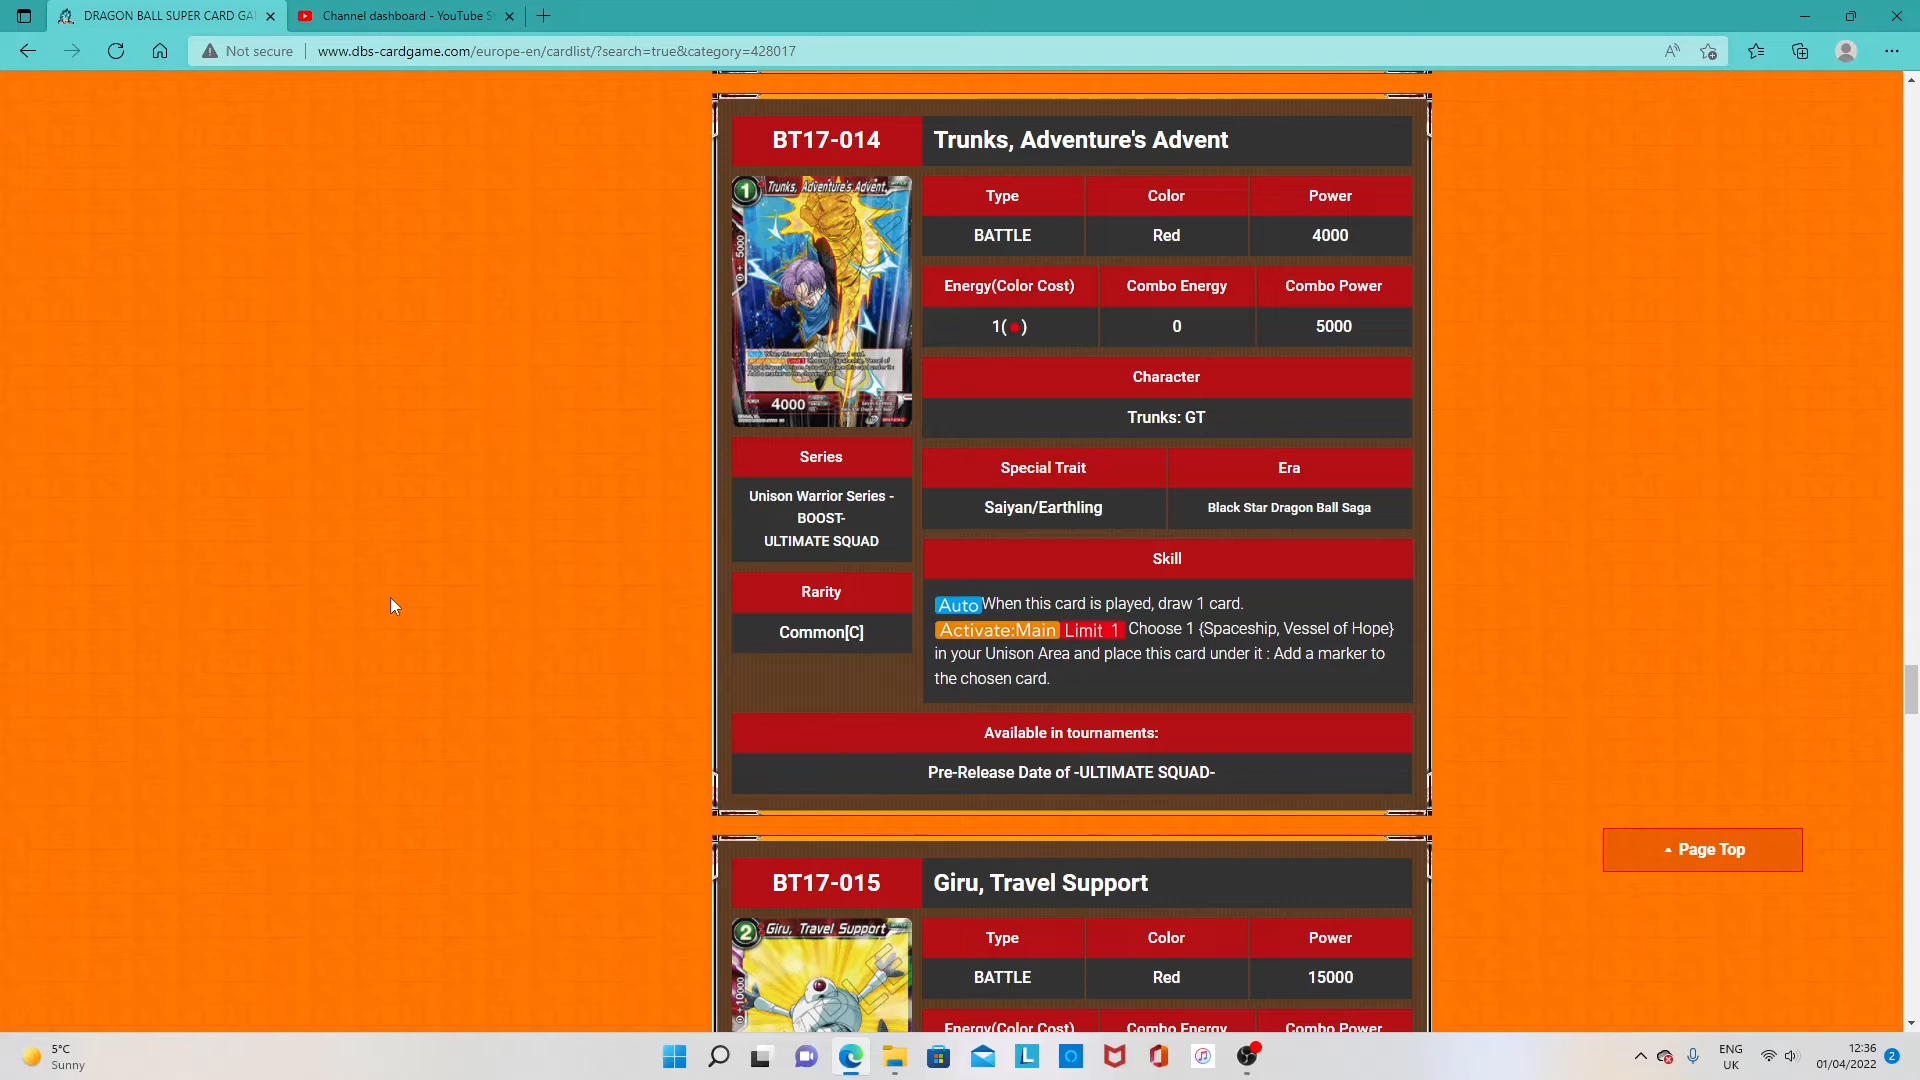 DRAGON BALL SUPER CARD GA
Channel dashboard - YouTube S
Not secure
www.dbs-cardgame.com/europe-en/cardlist/?search=true&category=428017
BT17-014
Trunks, Adventure's Advent
1
Trunks, Adventure's Advent
+ 5000
4000
Type
Color
Power
BATTLE
Red
4000
Energy(Color Cost)
Combo Energy
Combo Power
1( )
0
5000
Character
Trunks: GT
Series
Unison Warrior Series -
BOOST-
ULTIMATE SQUAD
Special Trait
Era
Saiyan/Earthling
Black Star Dragon Ball Saga
Rarity
Common[C]
Skill
Auto When this card is played, draw 1 card.
Activate:Main Limit 1 Choose 1 {Spaceship, Vessel of Hope}
in your Unison Area and place this card under it : Add a marker to
the chosen card.
Available in tournaments:
Pre-Release Date of -ULTIMATE SQUAD-
Page Top
BT17-015
Giru, Travel Support
2
Giru, Travel Support
+10000
Type
Color
Power
BATTLE
Red
15000
Energy(Color Cost)
Combo Energy
Combo Power
5°C
Sunny
L
ENG
UK
12:36
01/04/2022
2